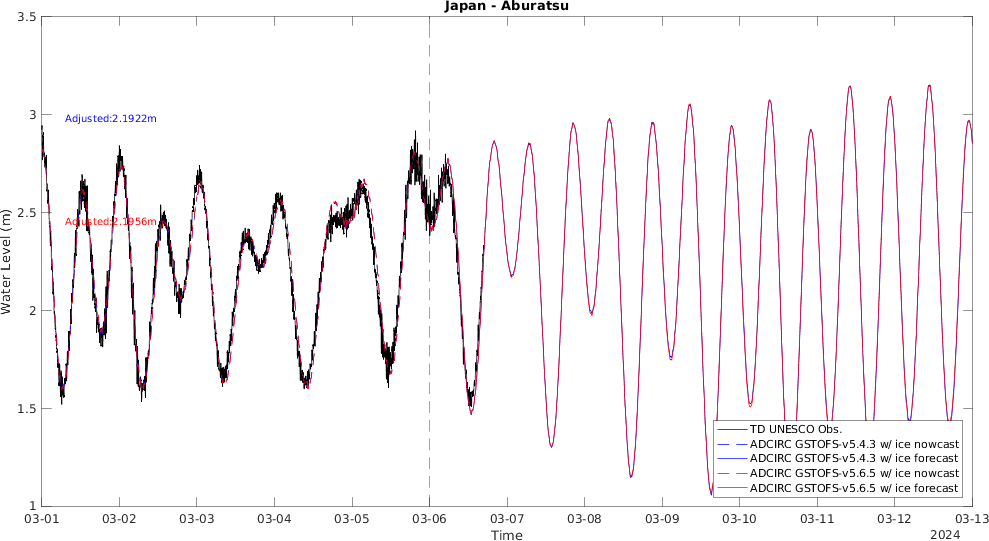 Japan - Aburatsu
3.5
3
2.5
2
1.5
1
Water Level (m)
Adjusted:2.1922m
Adjusted:2.1956m
TD UNESCO Obs.
ADCIRC GSTOFS-v5.4.3 w/ ice nowcast
ADCIRC GSTOFS-v5.4.3 w/ ice forecast
ADCIRC GSTOFS-v5.6.5 w/ ice nowcast
ADCIRC GSTOFS-v5.6.5 w/ ice forecast
03-01 03-02 03-03 03-04 03-05 03-06 03-07 03-08 03-09 03-10 03-11 03-12 03-13
Time
2024